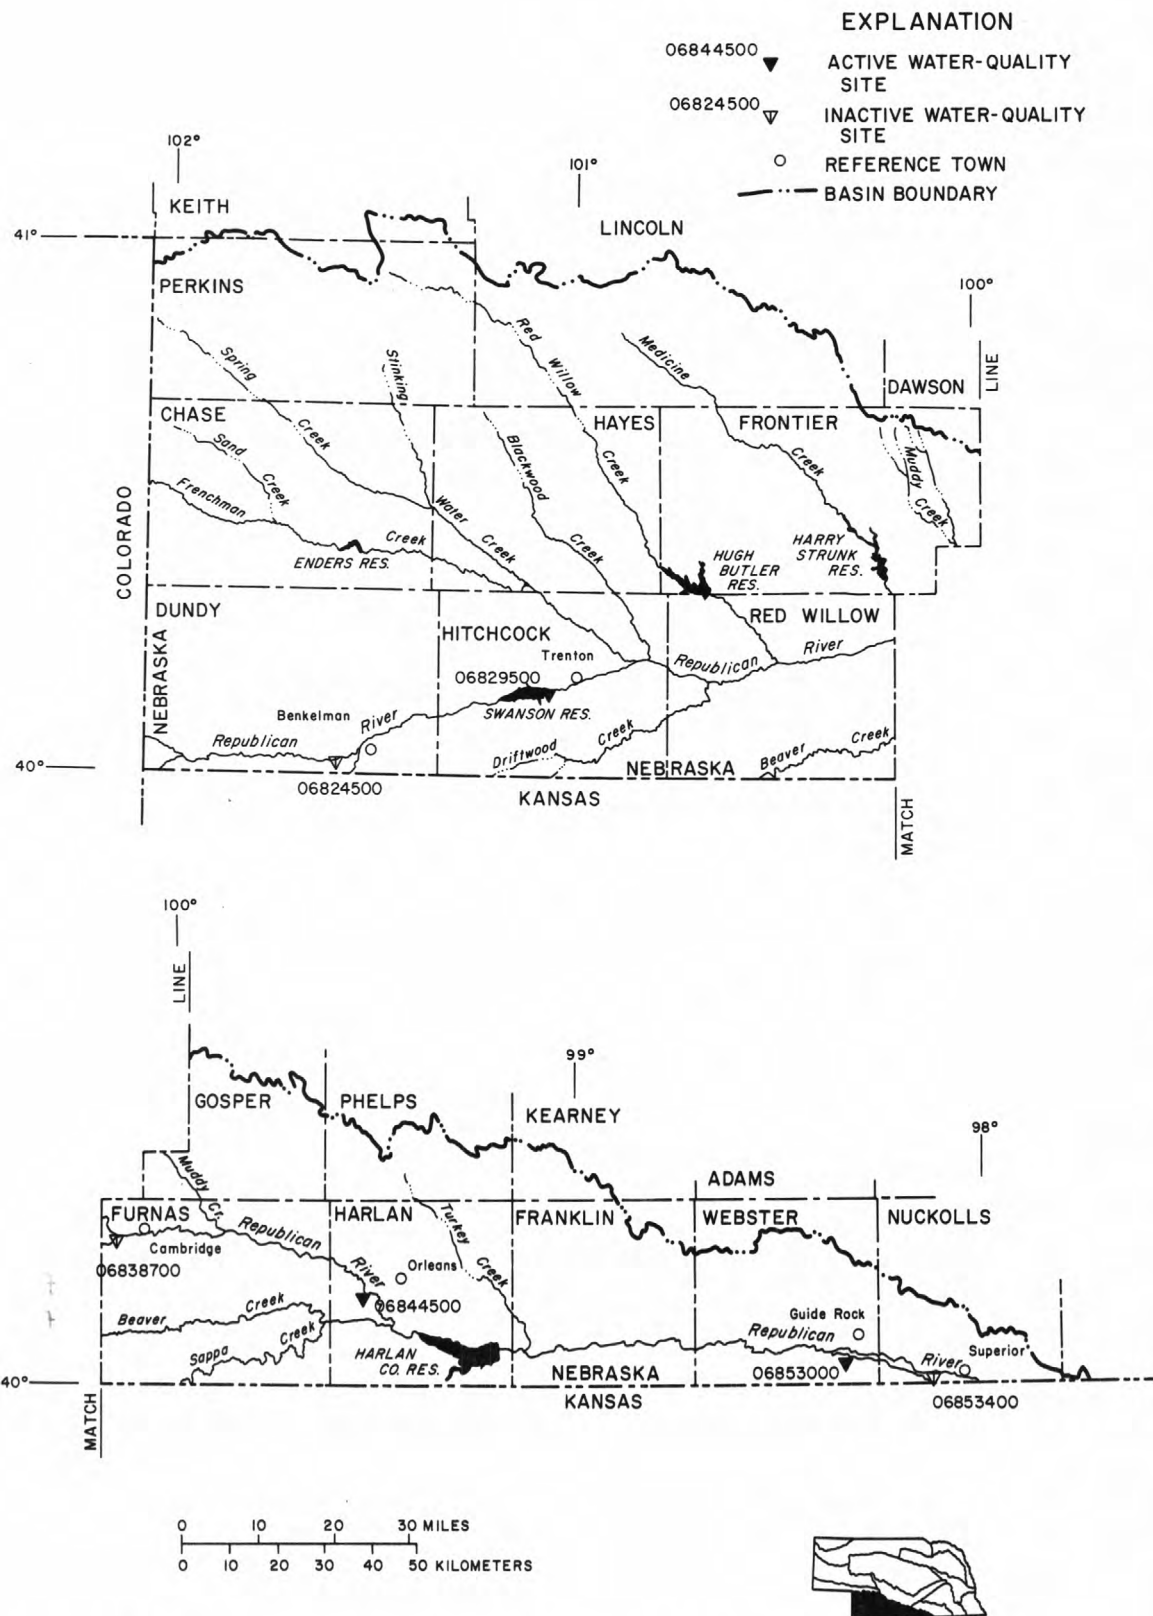 EXPLANATION
06844500
ACTIVE WATER-QUALITY
SITE
06824500
INACTIVE WATER-QUALITY
SITE
REFERENCE TOWN
BASIN BOUNDARY
102°
101°
100°
41°
KEITH
LINCOLN
PERKINS
LINE
DAWSON
Red
Willow
Creek
Medicine
Creek
Spring
Creek
Stinking
Water
Creek
CHASE
HAYES
FRONTIER
Sand
Creek
Blackwood
Creek
Muddy
Creek
Frenchman
Creek
COLORADO
ENDERS RES.
HUGH
BUTLER
RES.
HARRY
STRUNK
RES.
DUNDY
HITCHCOCK
RED WILLOW
NEBRASKA
Trenton
Republican
River
06829500
SWANSON RES.
Benkelman
River
Republican
Driftwood
Creek
Beaver
Creek
40°
NEBRASKA
06824500
KANSAS
MATCH
100°
LINE
99°
98°
GOSPER
PHELPS
KEARNEY
ADAMS
Muddy
Cr.
FURNAS
HARLAN
FRANKLIN
WEBSTER
NUCKOLLS
Republican
River
Turkey
Creek
Cambridge
06838700
Orleans
06844500
Beaver
Creek
Sappa
Creek
HARLAN
CO. RES.
Guide Rock
Republican
River
Superior
06853000
40°
NEBRASKA
KANSAS
06853400
MATCH
0 10 20 30 MILES
0 10 20 30 40 50 KILOMETERS